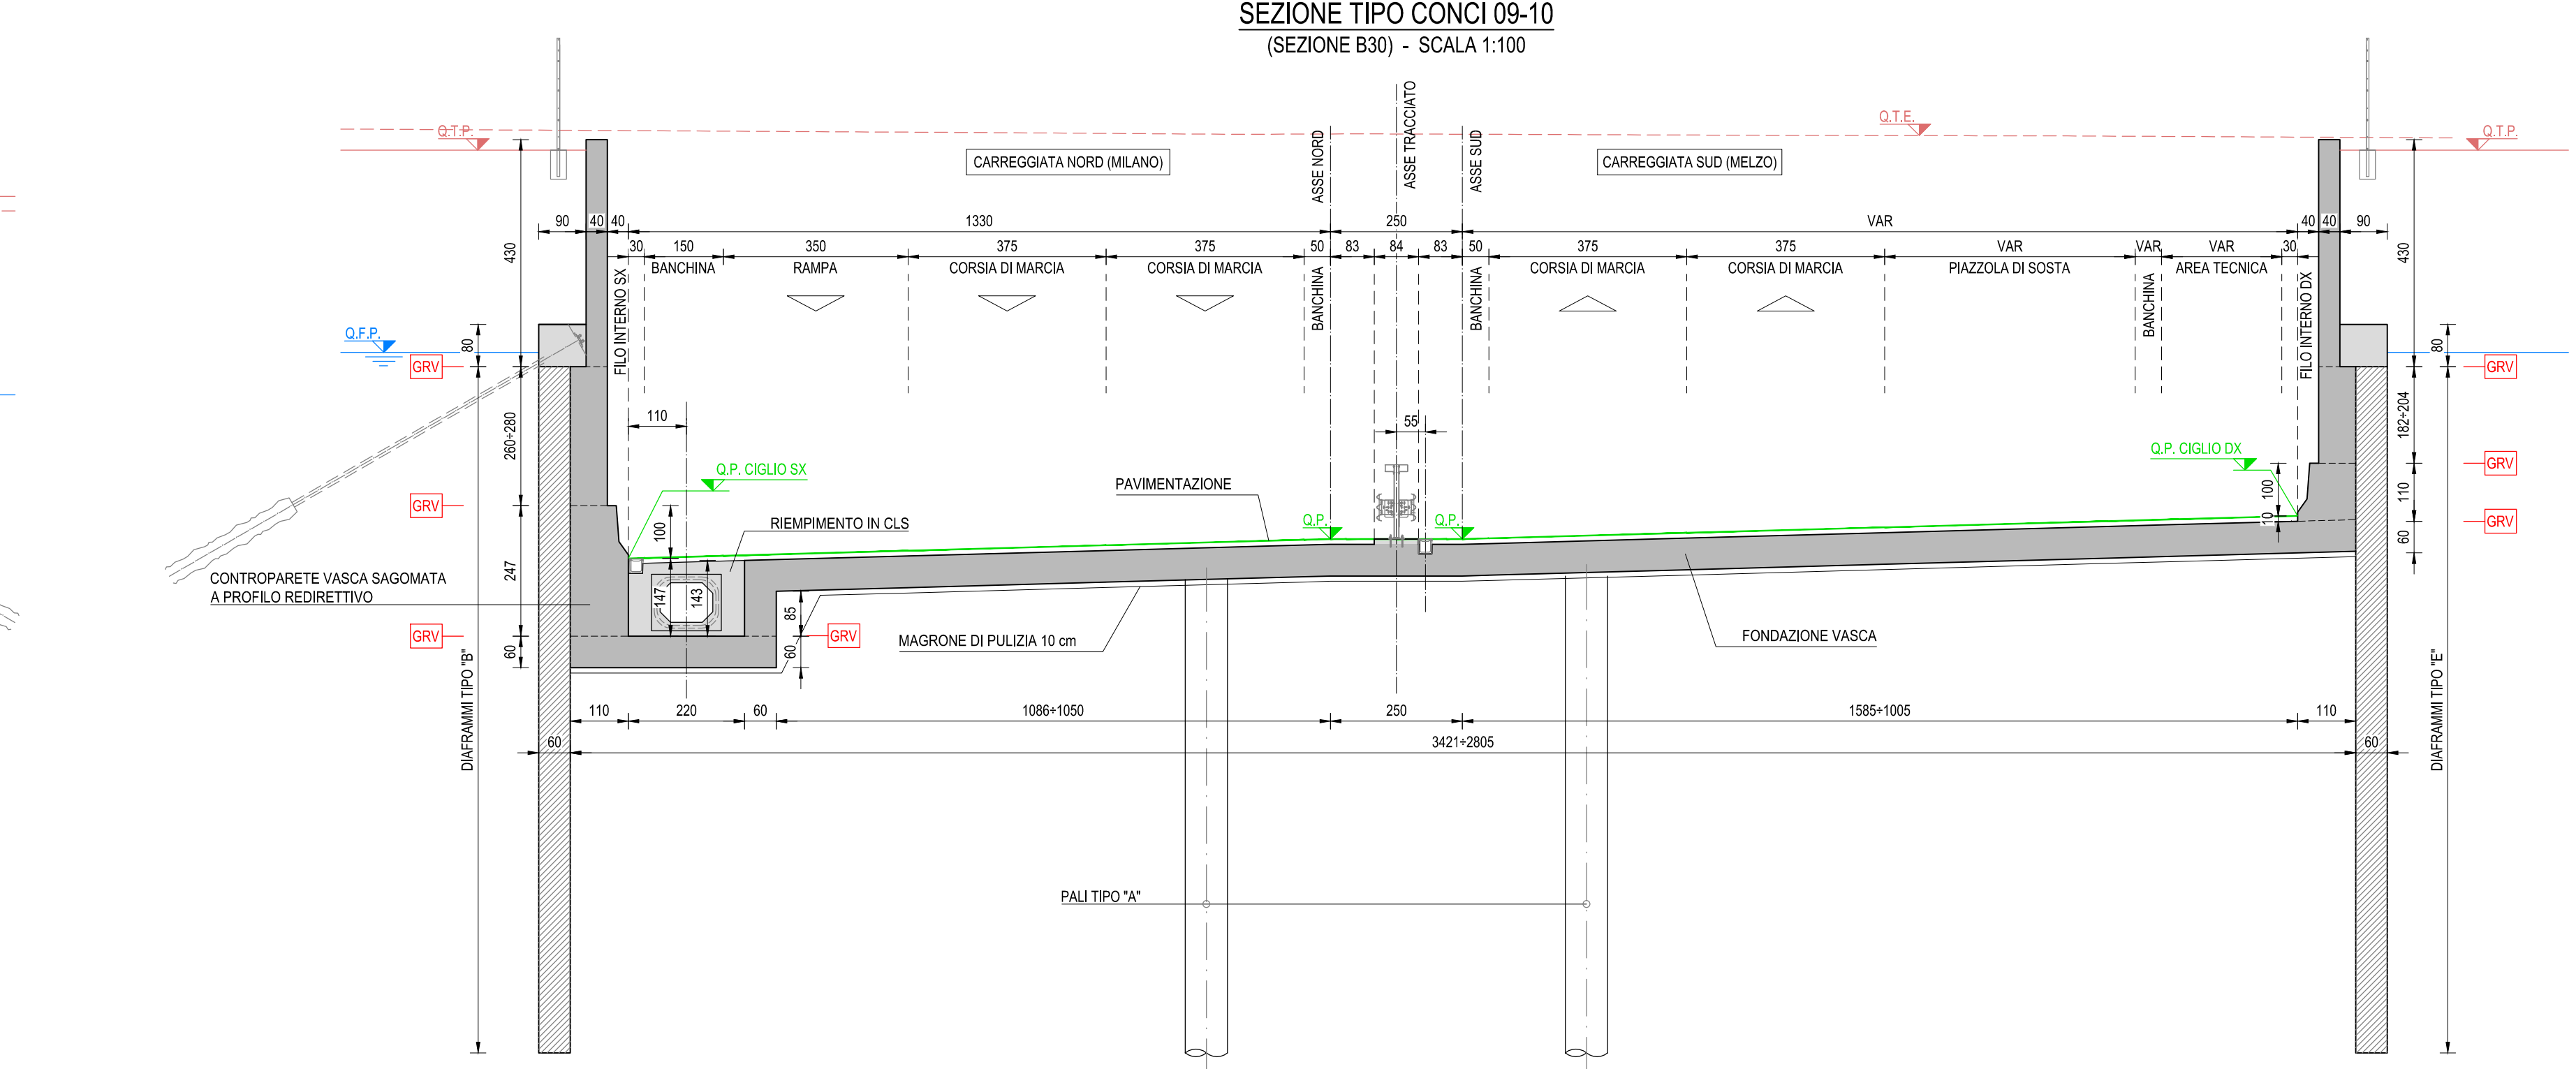 SEZIONE TIPO CONCI 09-10
(SEZIONE B30) - SCALA 1:100
Q.T.P.
Q.T.E.
Q.T.P.
CARREGGIATA NORD (MILANO)
ASSE NORD
ASSE TRACCIATO
ASSE SUD
CARREGGIATA SUD (MELZO)
90
40
40
1330
250
VAR
40
40
90
430
30
150
350
375
375
50
83
84
83
50
375
375
VAR
VAR
VAR
30
430
BANCHINA
RAMPA
CORSIA DI MARCIA
CORSIA DI MARCIA
BANCHINA
BANCHINA
CORSIA DI MARCIA
CORSIA DI MARCIA
PIAZZOLA DI SOSTA
BANCHINA
AREA TECNICA
FILO INTERNO SX
FILO INTERNO DX
Q.F.P.
80
80
GRV
GRV
110
55
260÷280
182÷204
Q.P. CIGLIO SX
Q.P. CIGLIO DX
GRV
PAVIMENTAZIONE
100
110
GRV
GRV
RIEMPIMENTO IN CLS
100
Q.P.
Q.P.
10
GRV
60
247
CONTROPARETE VASCA SAGOMATA
A PROFILO REDIRETTIVO
147
143
85
GRV
GRV
MAGRONE DI PULIZIA 10 cm
FONDAZIONE VASCA
60
60
DIAFRAMMI TIPO "B"
DIAFRAMMI TIPO "E"
110
220
60
1086÷1050
250
1585÷1005
110
60
3421÷2805
60
PALI TIPO "A"